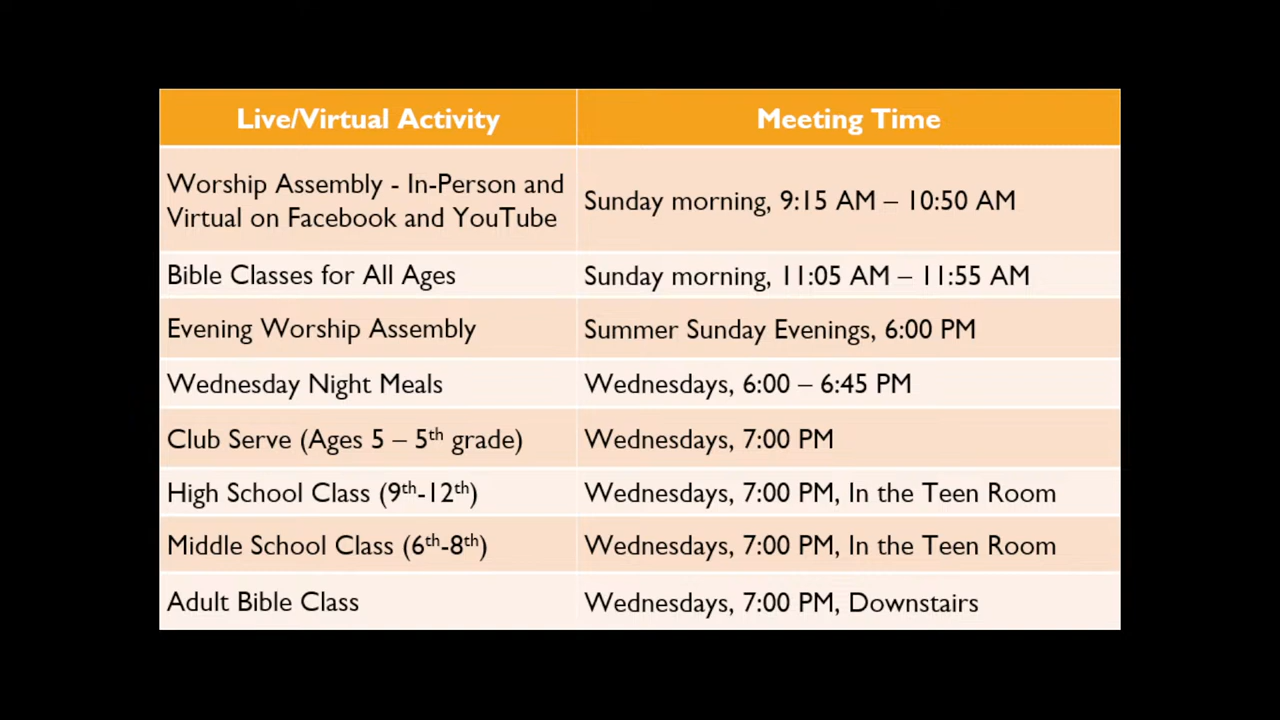 Live/Virtual Activity
Meeting Time
Worship Assembly - In-Person and
Virtual on Facebook and YouTube
Sunday morning, 9:15 AM – 10:50 AM
Bible Classes for All Ages
Sunday morning, 11:05 AM – 11:55 AM
Evening Worship Assembly
Summer Sunday Evenings, 6:00 PM
Wednesday Night Meals
Wednesdays, 6:00 – 6:45 PM
Club Serve (Ages 5 – 5th grade)
Wednesdays, 7:00 PM
High School Class (9th-12th)
Wednesdays, 7:00 PM, In the Teen Room
Middle School Class (6th-8th)
Wednesdays, 7:00 PM, In the Teen Room
Adult Bible Class
Wednesdays, 7:00 PM, Downstairs